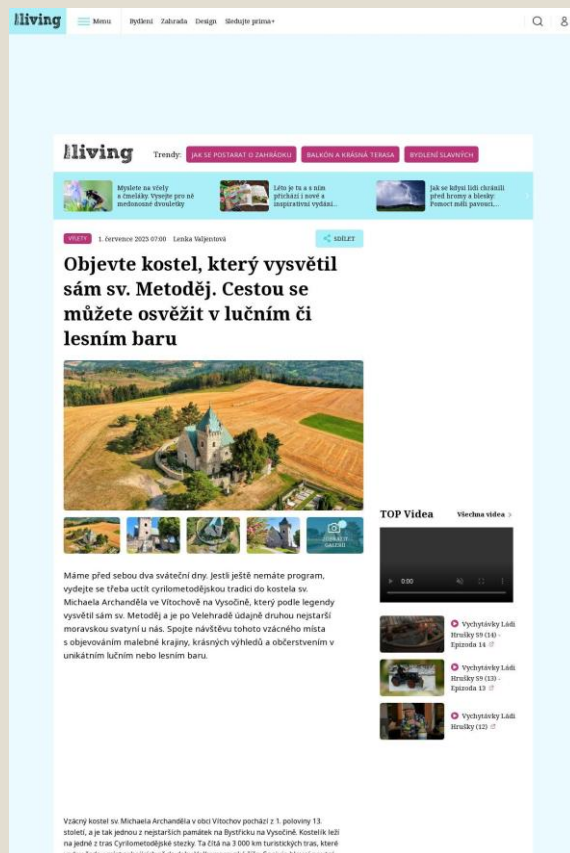 living
Menu
Bydlení Zahrada Design Sledujte prima+
living
Trendy: JAK SE POSTARAT O ZAHRÁDKU BALKÓN A KRÁSNÁ TERASA BYDLENÍ SLAVNÝCH
Myslete na včely
a čmeláky. Vysejte pro ně
medonosné dvouletky
Léto je tu a s ním
přichází i nové a
inspirativní vydání...
Jak se kdysi lidi chránili
před hromy a blesky:
Pomoct měli pavouci,...
VÝLETY 1. července 2025 07:00 Lenka Valjentová
SDÍLET
Objevte kostel, který vysvětil
sám sv. Metoděj. Cestou se
můžete osvěžit v lučním či
lesním baru
ZOBRAZIT
GALERII
Máme před sebou dva sváteční dny. Jestli ještě nemáte program,
vydejte se třeba uctít cyrilometodějskou tradici do kostela sv.
Michaela Archanděla ve Vítochově na Vysočině, který podle legendy
vysvětil sám sv. Metoděj a je po Velehradě údajně druhou nejstarší
moravskou svatyní u nás. Spojte návštěvu tohoto vzácného místa
s objevováním malebné krajiny, krásných výhledů a občerstvením v
unikátním lučním nebo lesním baru.
TOP Videa Všechna videa
0:00
Vychytávky Ládi
Hrušky S9 (14) -
Epizoda 14
Vychytávky Ládi
Hrušky S9 (13) -
Epizoda 13
Vychytávky Ládi
Hrušky (12)
Vzácný kostel sv. Michaela Archanděla v obci Vítochov pochází z 1. poloviny 13.
století, a je tak jednou z nejstarších památek na Bystřicku na Vysočině. Kostelík leží
na jedné z tras Cyrilometodějské stezky. Ta čítá na 3 000 km turistických tras, které